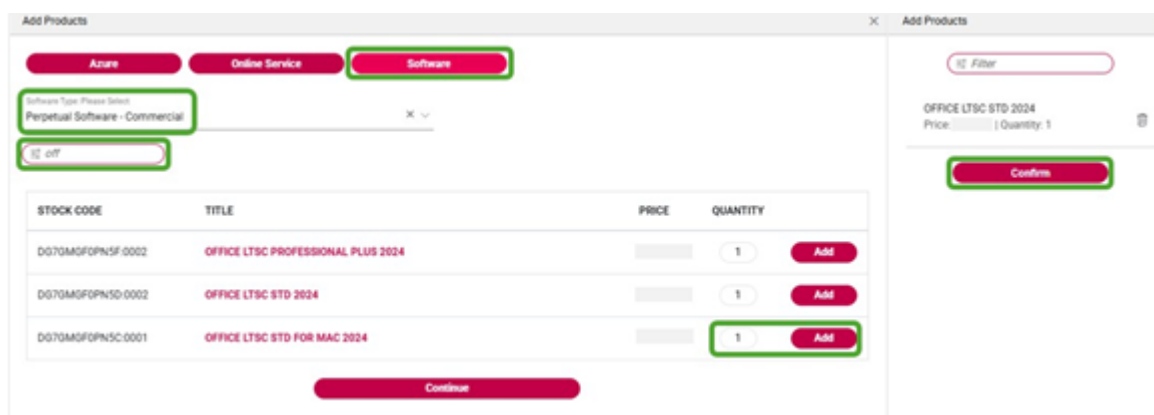 Add Products
Azure
Online Service
Software
Software Type: Please Select
Perpetual Software - Commercial
off
STOCK CODE TITLE PRICE QUANTITY
DG7GMGF0PN5F:0002 OFFICE LTSC PROFESSIONAL PLUS 2024 1 Add
DG7GMGF0PN5D:0002 OFFICE LTSC STD 2024 1 Add
DG7GMGF0PN5C:0001 OFFICE LTSC STD FOR MAC 2024 1 Add
Continue
Add Products
Filter
OFFICE LTSC STD 2024
Price: | Quantity: 1
Confirm